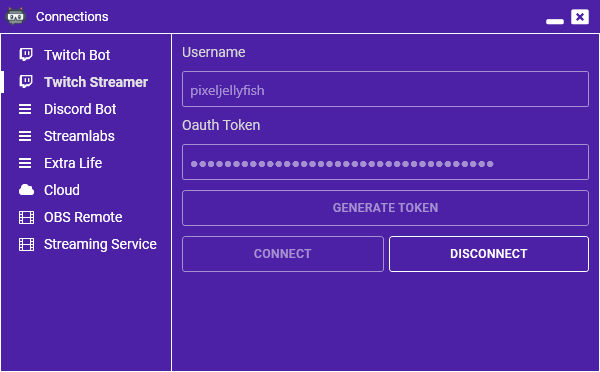 Connections
Twitch Bot
Twitch Streamer
Discord Bot
Streamlabs
Extra Life
Cloud
OBS Remote
Streaming Service
Username
pixeljellyfish
Oauth Token
GENERATE TOKEN
CONNECT
DISCONNECT